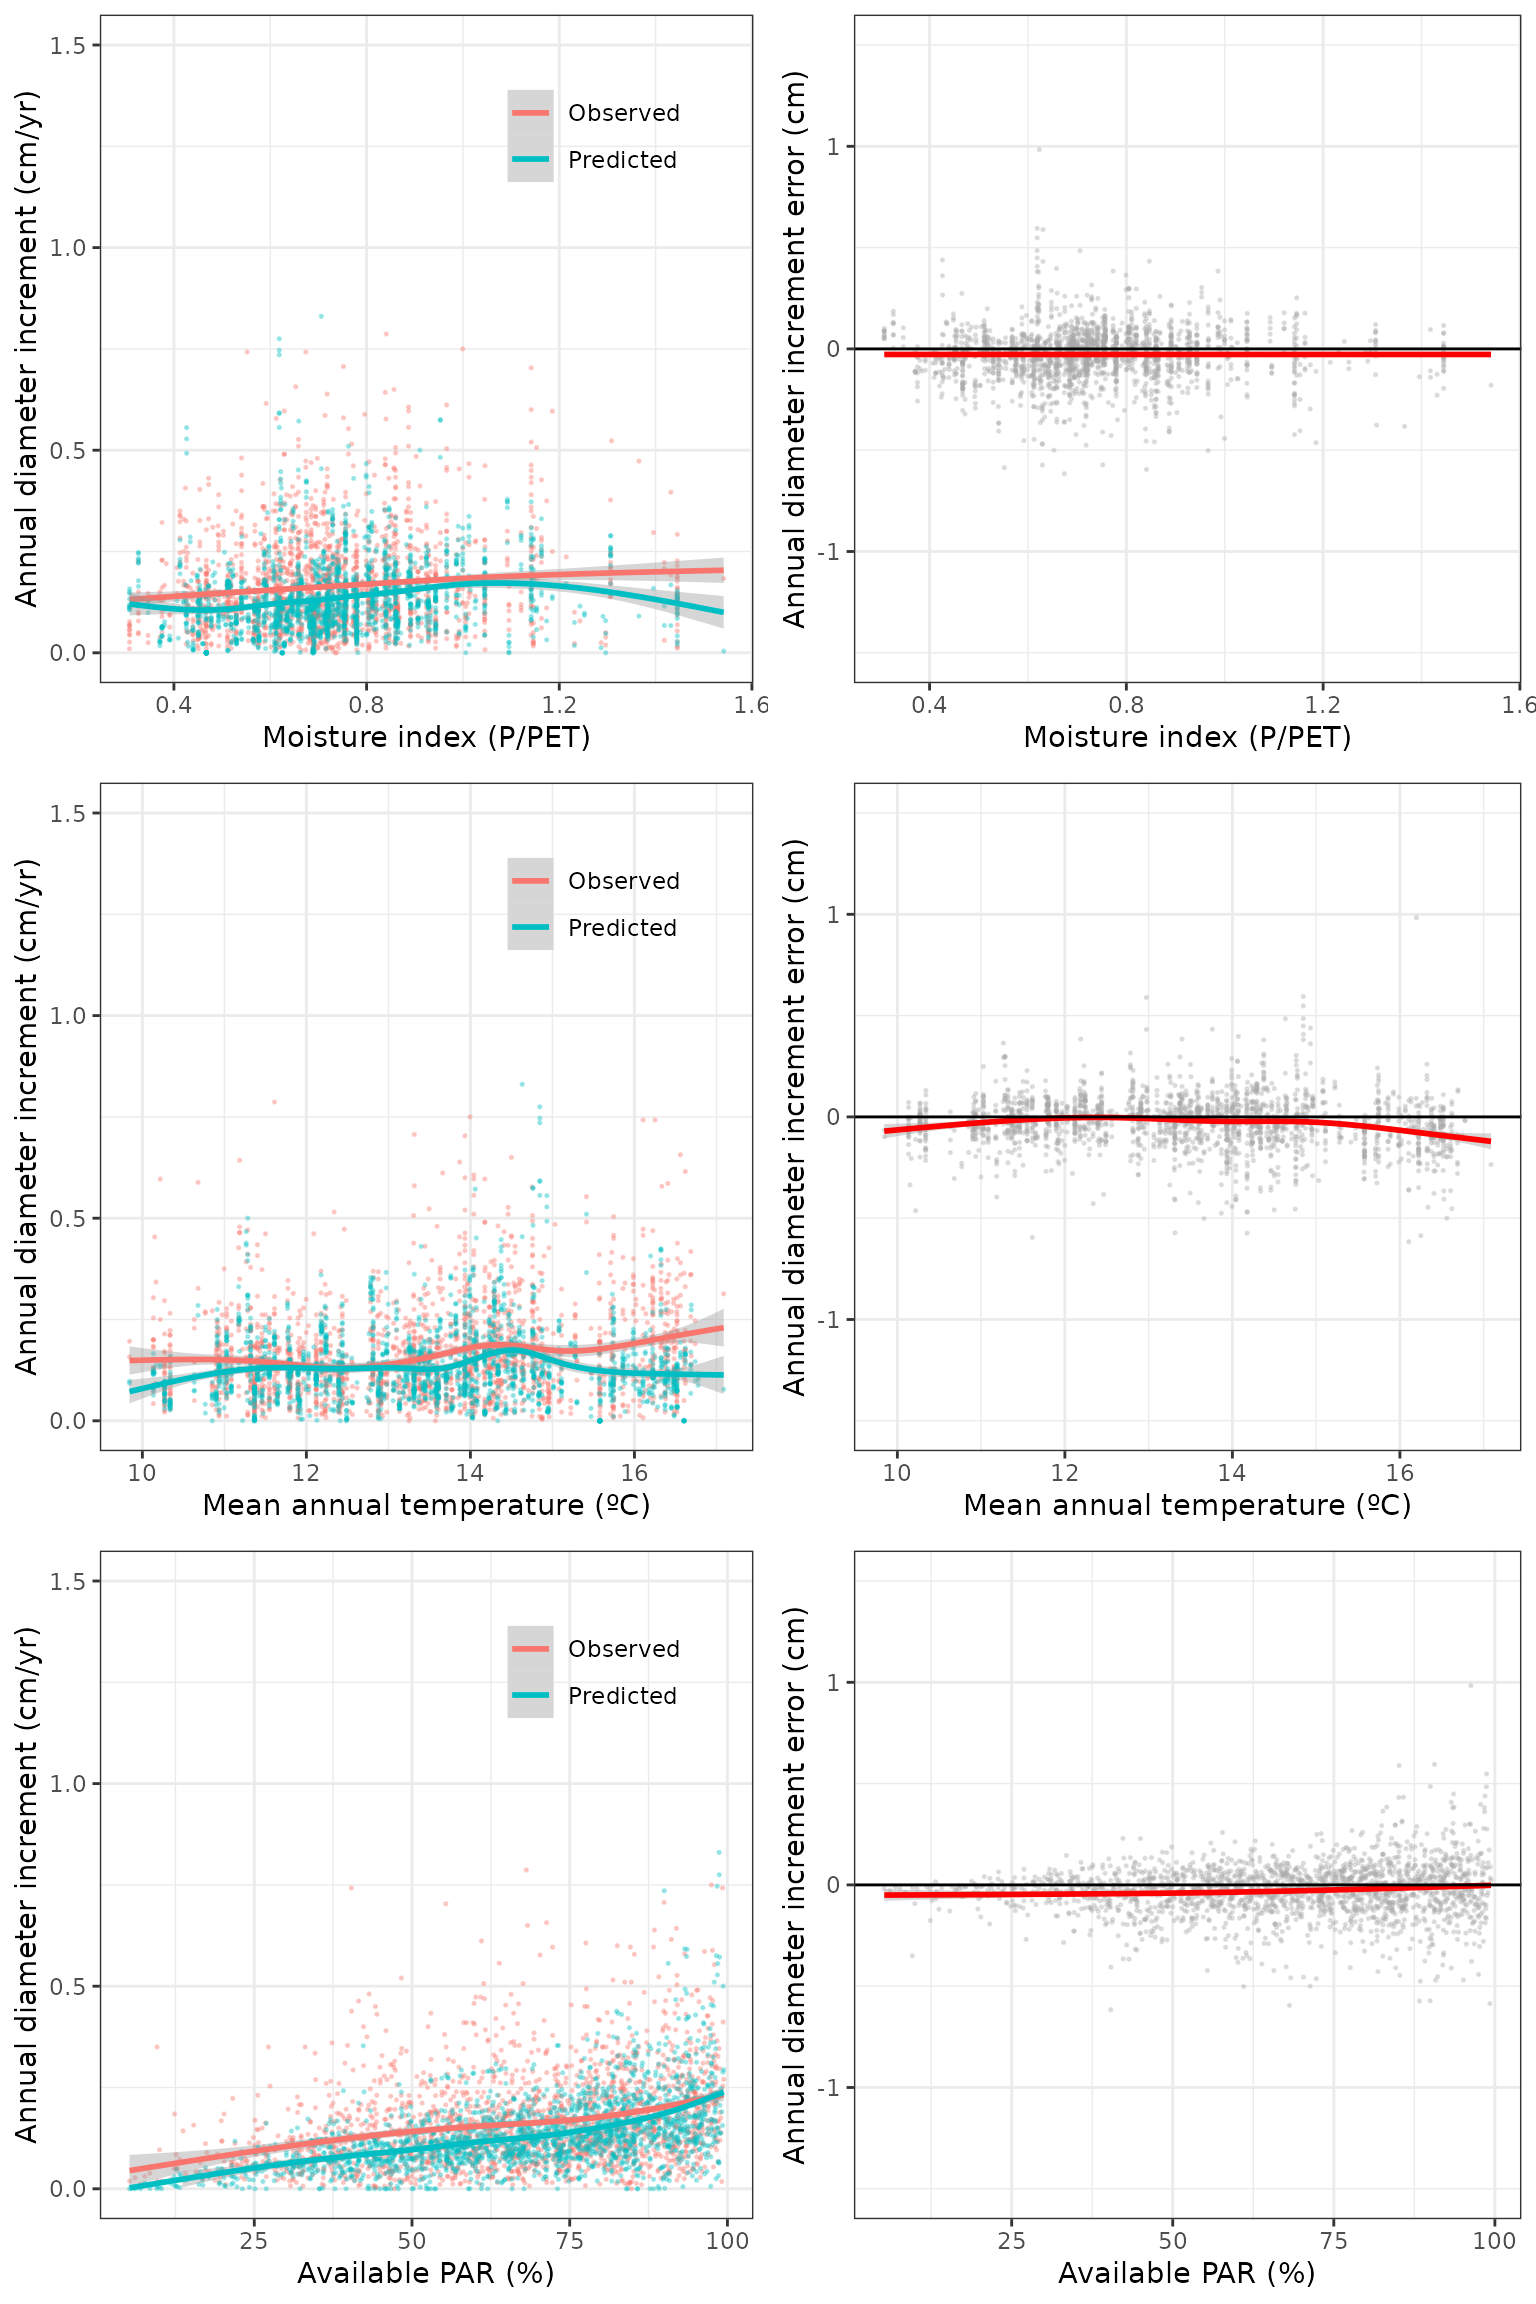 Annual diameter increment (cm/yr)
1.5
1.0
0.5
0.0
Observed
Predicted
0.4 0.8 1.2 1.6
Moisture index (P/PET)
Annual diameter increment error (cm)
1
0
-1
0.4 0.8 1.2 1.6
Moisture index (P/PET)
Annual diameter increment (cm/yr)
1.5
1.0
0.5
0.0
Observed
Predicted
10 12 14 16
Mean annual temperature (ºC)
Annual diameter increment error (cm)
1
0
-1
10 12 14 16
Mean annual temperature (ºC)
Annual diameter increment (cm/yr)
1.5
1.0
0.5
0.0
Observed
Predicted
25 50 75 100
Available PAR (%)
Annual diameter increment error (cm)
1
0
-1
25 50 75 100
Available PAR (%)